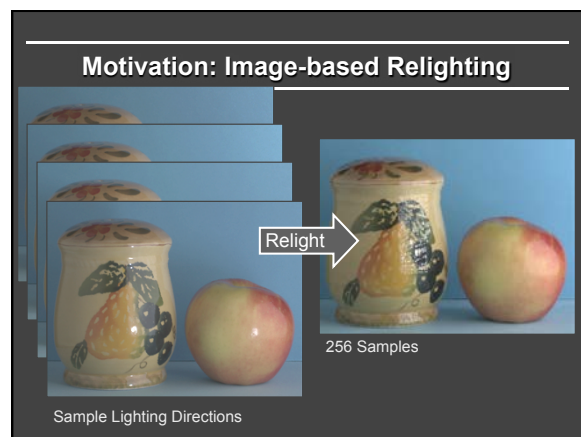 Motivation: Image-based Relighting
Relight
256 Samples
Sample Lighting Directions